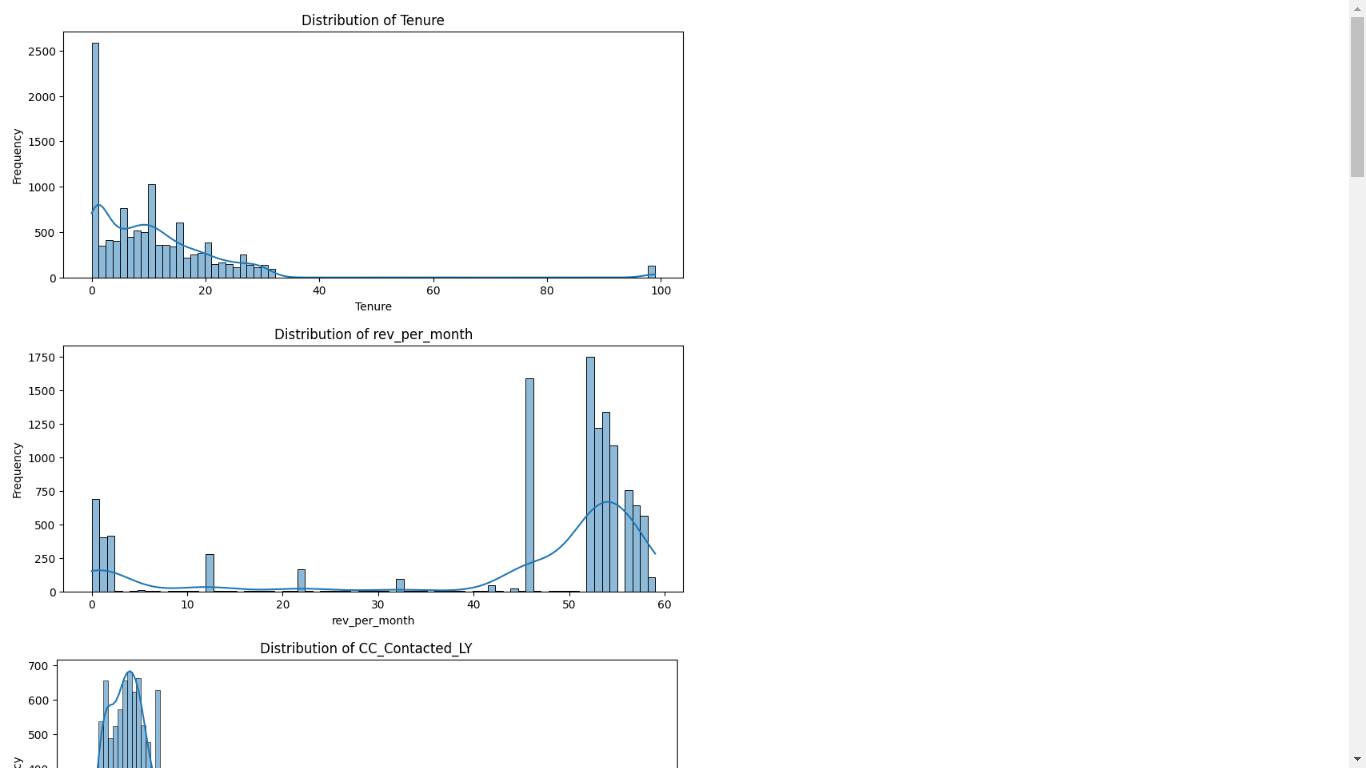 Distribution of Tenure
2500
2000
1500
1000
500
0
Frequency
0 20 40 60 80 100
Tenure
Distribution of rev_per_month
1750
1500
1250
1000
750
500
250
0
Frequency
0 10 20 30 40 50 60
rev_per_month
Distribution of CC_Contacted_LY
700
600
500